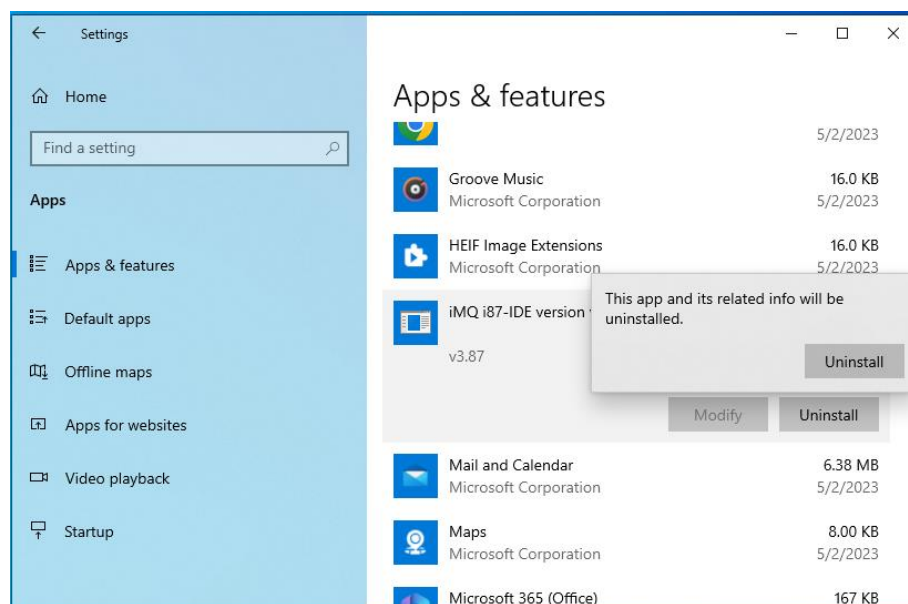 Settings
Home
Find a setting
Apps
Apps & features
Default apps
Offline maps
Apps for websites
Video playback
Startup
Apps & features
5/2/2023
Groove Music 16.0 KB
Microsoft Corporation 5/2/2023
HEIF Image Extensions 16.0 KB
Microsoft Corporation 5/2/2023
iMQ i87-IDE version
v3.87
This app and its related info will be
uninstalled.
Uninstall
Modify Uninstall
Mail and Calendar 6.38 MB
Microsoft Corporation 5/2/2023
Maps 8.00 KB
Microsoft Corporation 5/2/2023
Microsoft 365 (Office) 167 KB